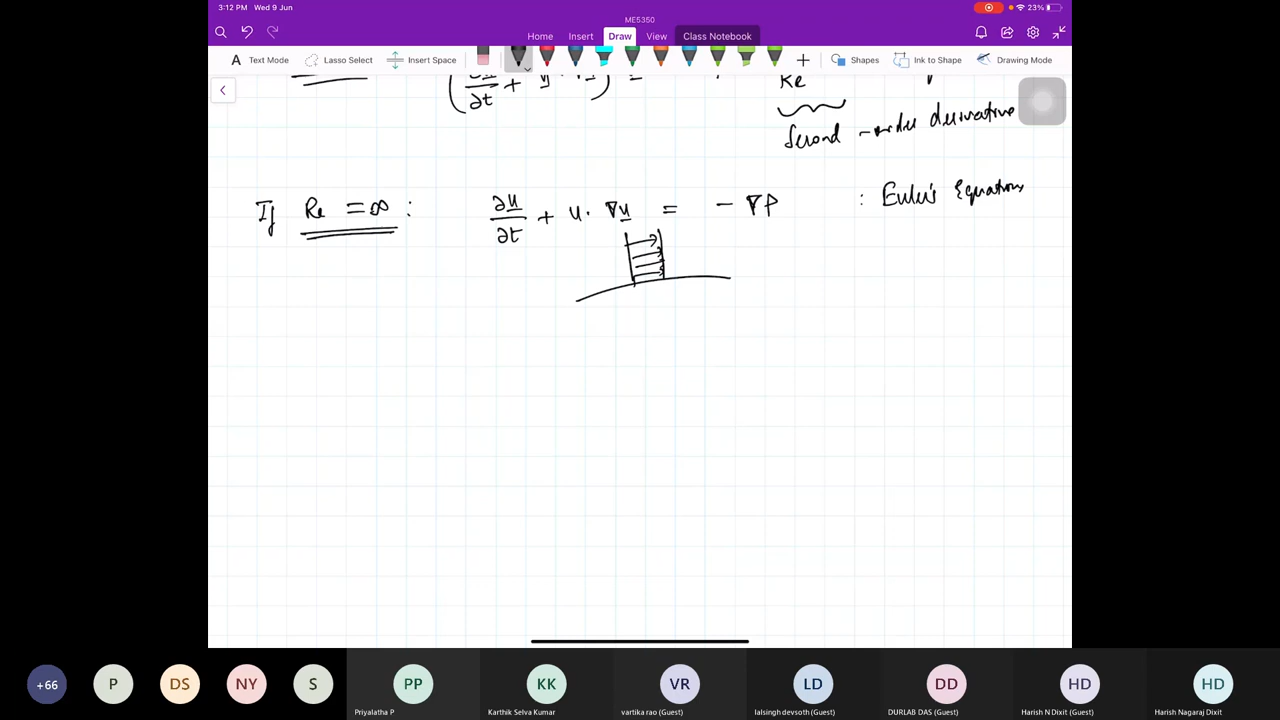 3:12 PM Wed 9 Jun
23%
ME5350
Home Insert Draw View Class Notebook
Text Mode Lasso Select Insert Space Shapes Ink to Shape Drawing Mode
∂t + Re
Second -order derivative
If Re = ∞ : ∂u/∂t + u · ∇u = - ∇P : Euler's Equations
+66 P DS NY S PP KK VR LD DD HD HD
Priyalatha P Karthik Selva Kumar vartika rao (Guest) lalsingh devsoth (Guest) DURLAB DAS (Guest) Harish N Dixit (Guest) Harish Nagaraj Dixit